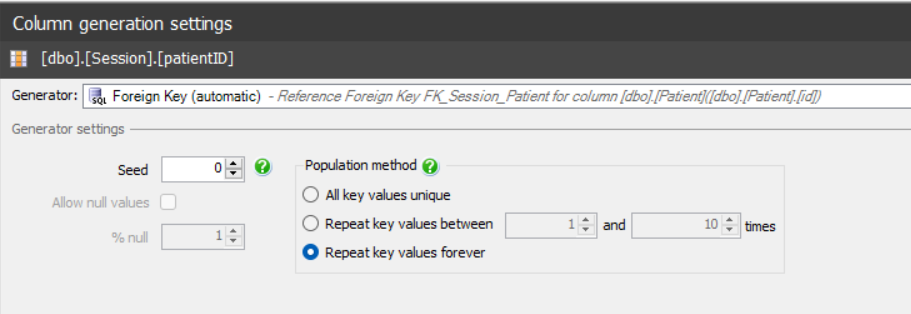 Column generation settings
[dbo].[Session].[patientID]
Generator: SQL Foreign Key (automatic) - Reference Foreign Key FK_Session_Patient for column [dbo].[Patient]([dbo].[Patient].[id])
Generator settings
Seed 0 ?
Population method ?
All key values unique
Allow null values
Repeat key values between 1 and 10 times
% null 1
Repeat key values forever